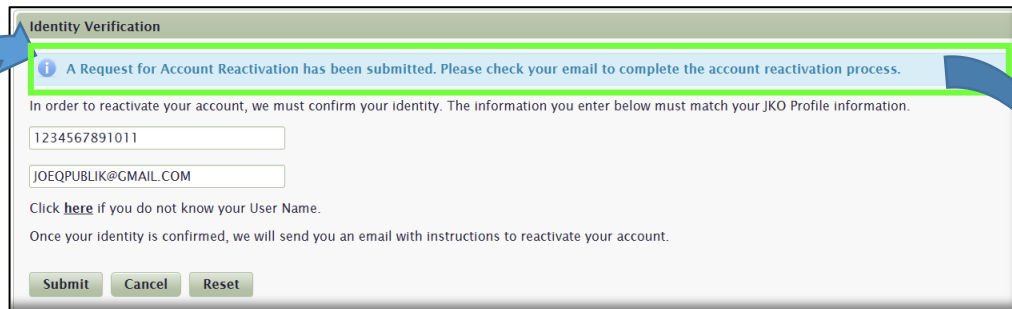 Identity Verification
A Request for Account Reactivation has been submitted. Please check your email to complete the account reactivation process.
In order to reactivate your account, we must confirm your identity. The information you enter below must match your JKO Profile information.
1234567891011
JOEQPUBLIK@GMAIL.COM
Click here if you do not know your User Name.
Once your identity is confirmed, we will send you an email with instructions to reactivate your account.
Submit Cancel Reset